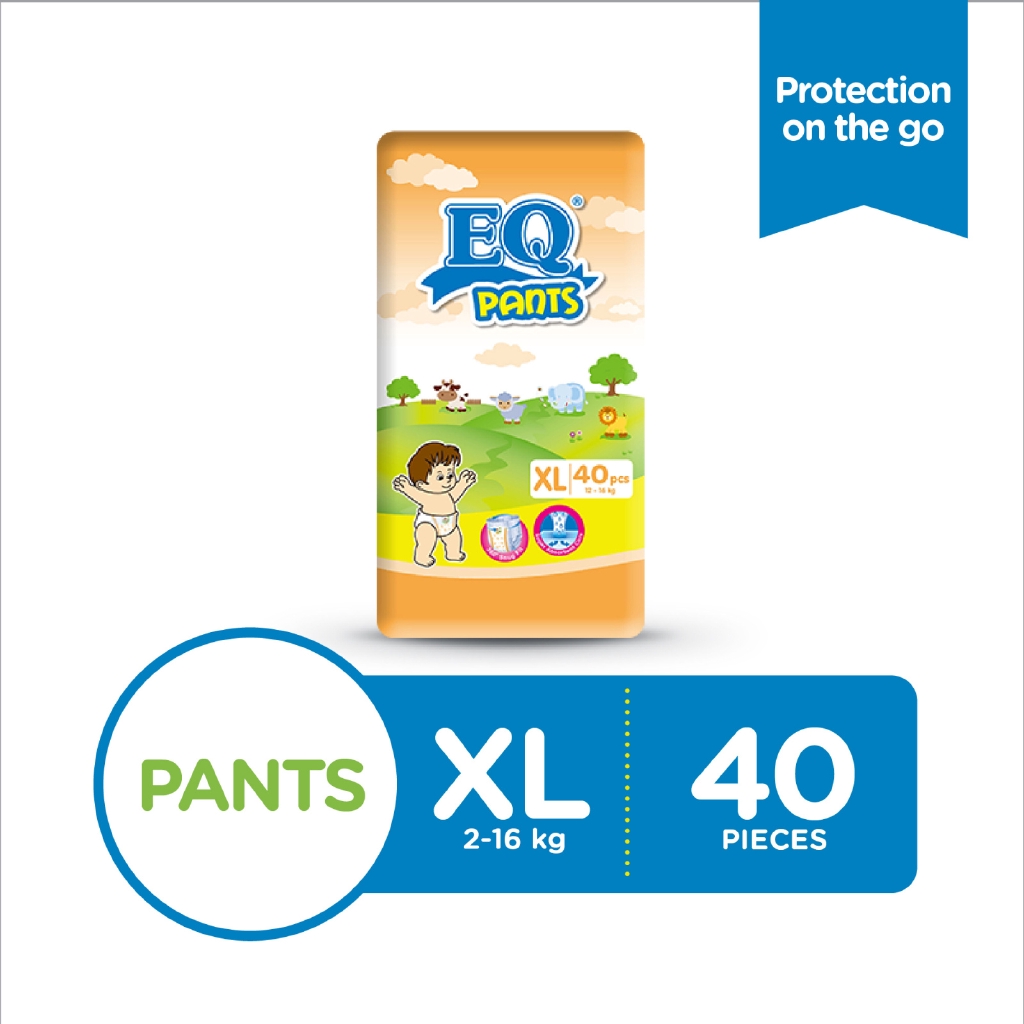 Protection
on the go
EQ®
PANTS
XL 40 pcs
12 - 16 kg
PANTS
XL
2-16 kg
40
PIECES